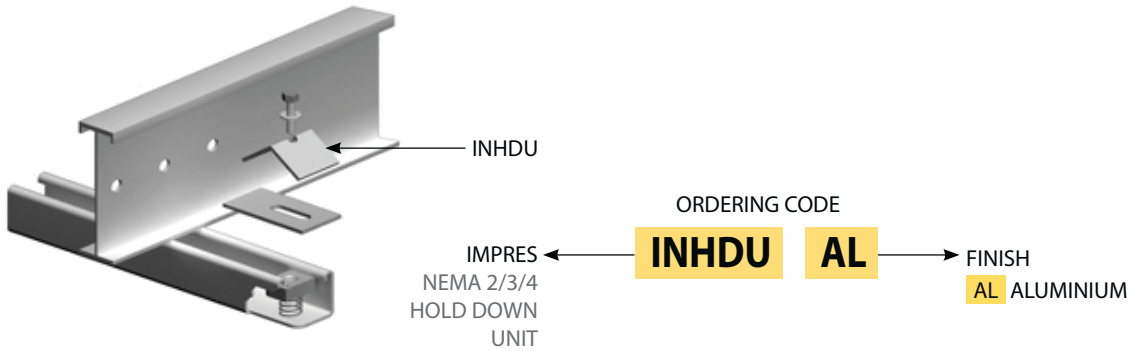 INHDU
ORDERING CODE
INHDU AL
IMPRES
NEMA 2/3/4
HOLD DOWN
UNIT
FINISH
AL ALUMINIUM